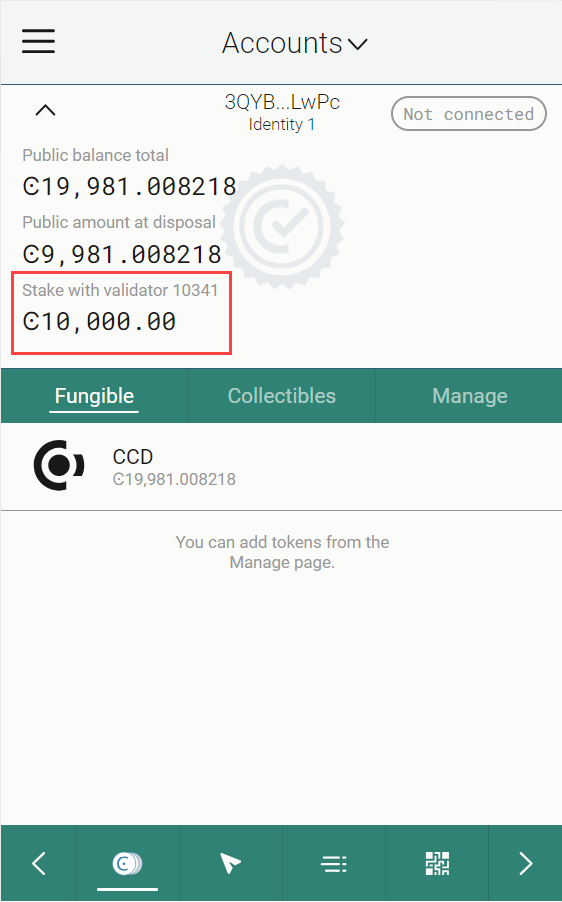 Accounts
3QYB...LwPc
Identity 1
Not connected
Public balance total
Ͼ19,981.008218
Public amount at disposal
Ͼ9,981.008218
Stake with validator 10341
Ͼ10,000.00
Fungible
Collectibles
Manage
CCD
Ͼ19,981.008218
You can add tokens from the
Manage page.